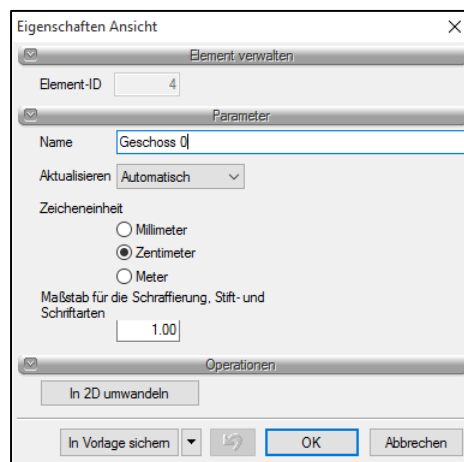 Eigenschaften Ansicht
Element verwalten
Element-ID 4
Parameter
Name Geschoss 0
Aktualisieren Automatisch
Zeicheneinheit
Millimeter
Zentimeter
Meter
Maßstab für die Schraffierung, Stift- und
Schriftarten
1.00
Operationen
In 2D umwandeln
In Vorlage sichern OK Abbrechen